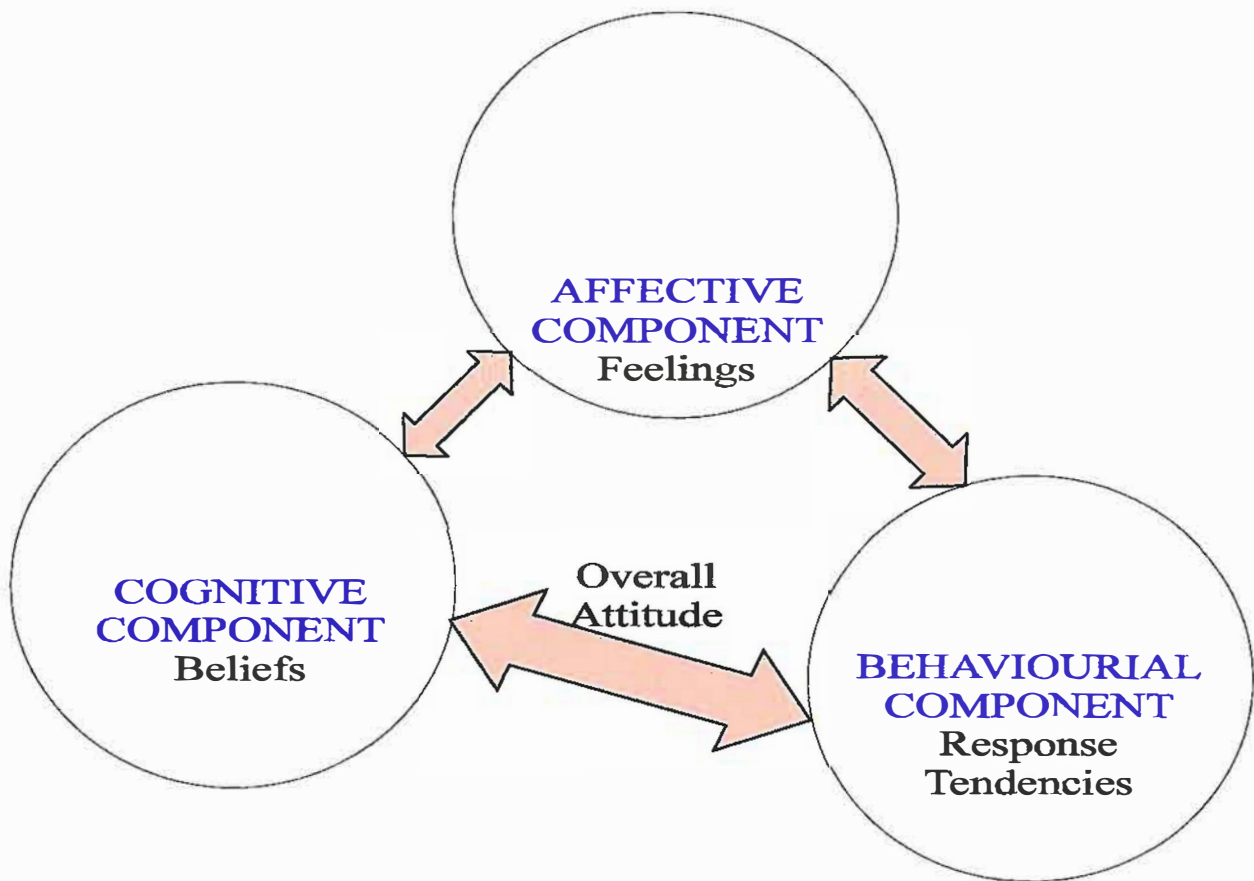 AFFECTIVE
COMPONENT
Feelings
COGNITIVE
COMPONENT
Beliefs
Overall
Attitude
BEHAVIOURIAL
COMPONENT
Response
Tendencies